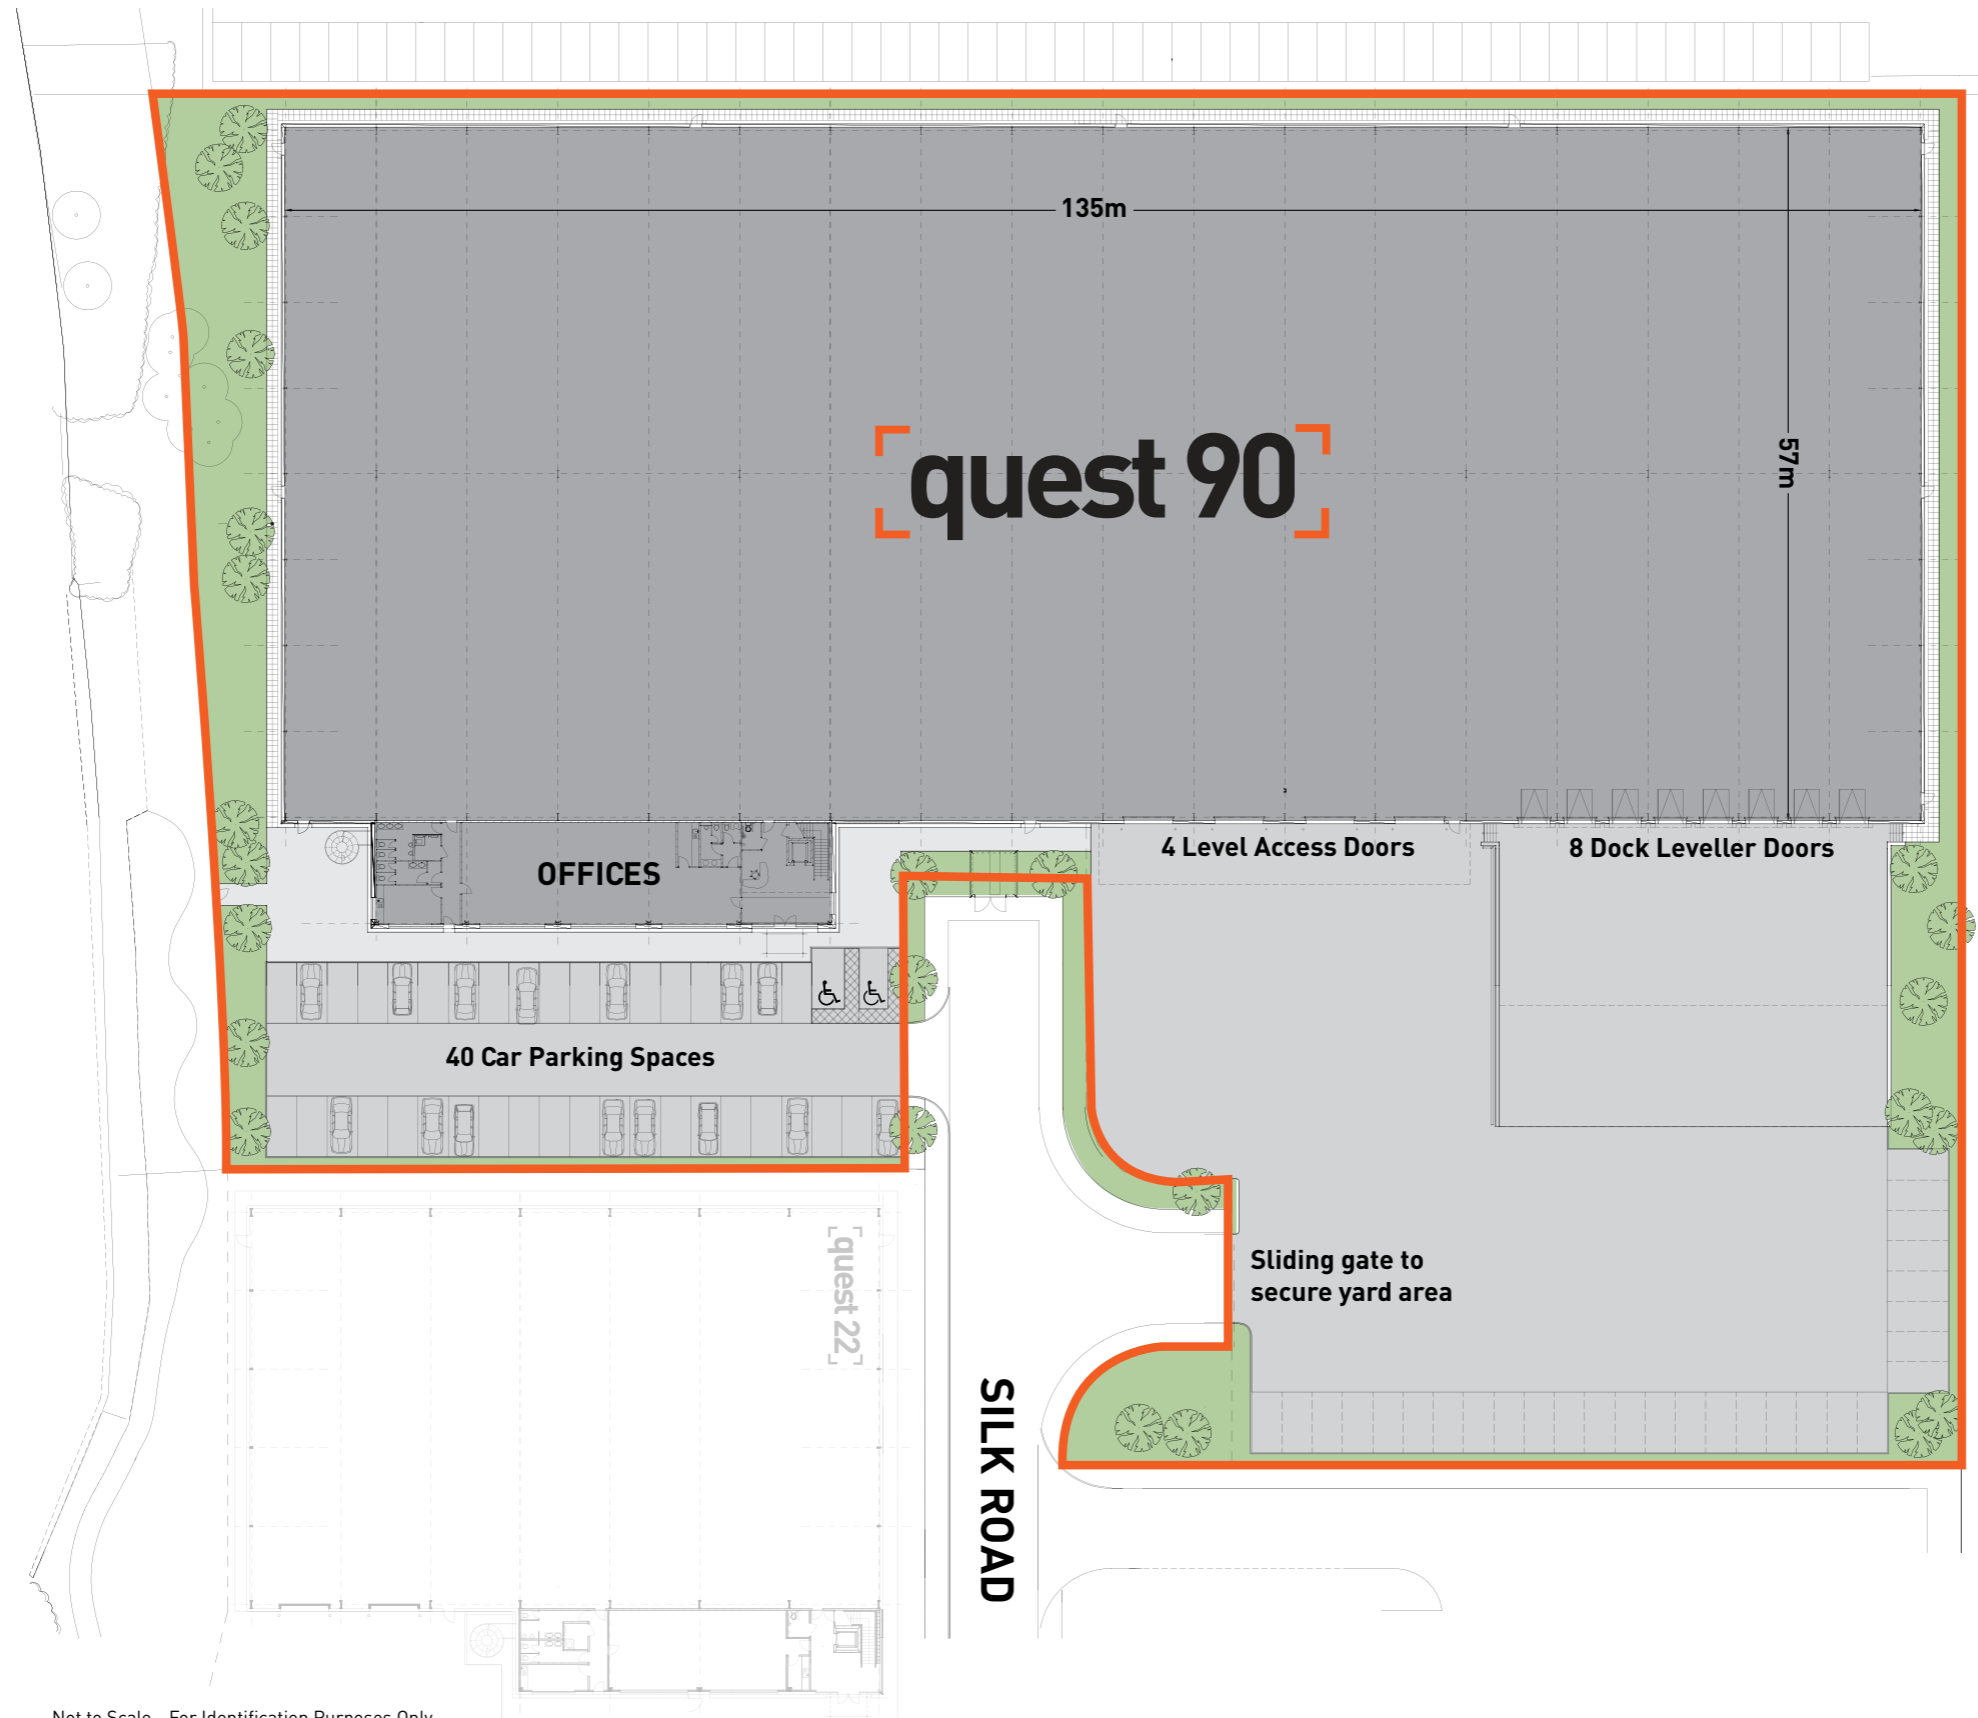 135m
57m
quest 90
4 Level Access Doors
8 Dock Leveller Doors
OFFICES
40 Car Parking Spaces
Sliding gate to
secure yard area
quest 22
SILK ROAD
Not to Scale - For Identification Purposes Only